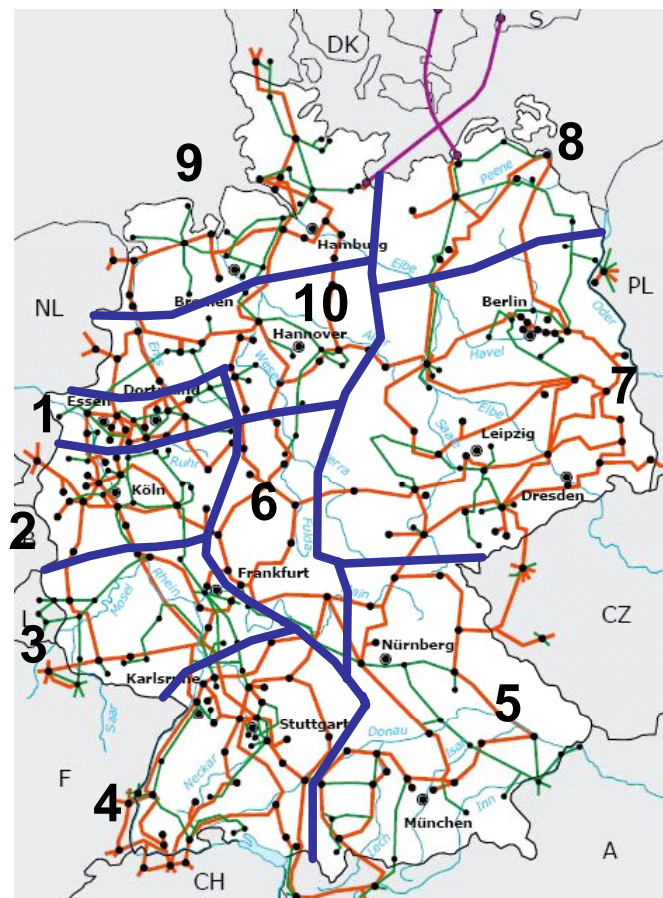 S
DK
8
9
Peene
Hamburg
Elbe
PL
NL
Bremen
10
Berlin
Oder
Hannover
Aller
Ems
Weser
Havel
Dortmund
7
Essen
1
Elbe
Saale
Leipzig
Werra
Ruhr
Köln
6
Dresden
2
Fulda
B
Frankfurt
Rhein
Mosel
Main
L
CZ
3
Nürnberg
Karlsruhe
5
Saar
Stuttgart
Donau
Isar
F
Neckar
4
Inn
München
Lech
A
CH